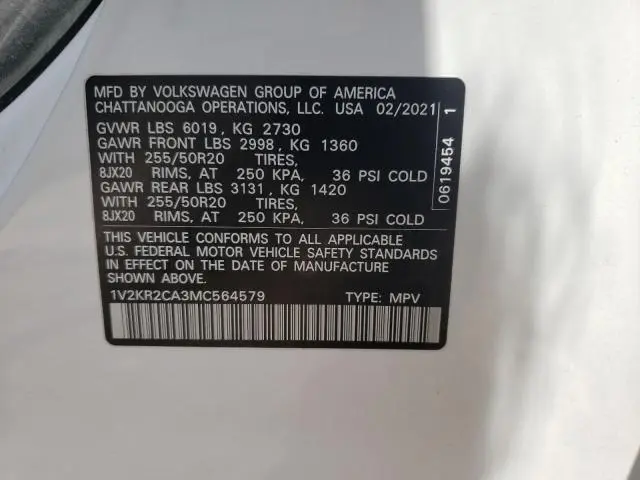 MFD BY VOLKSWAGEN GROUP OF AMERICA
CHATTANOOGA OPERATIONS, LLC. USA 02/2021
GVWR LBS 6019, KG 2730
GAWR FRONT LBS 2998, KG 1360
WITH 255/50R20 TIRES,
8JX20 RIMS, AT 250 KPA, 36 PSI COLD
GAWR REAR LBS 3131, KG 1420
WITH 255/50R20 TIRES,
8JX20 RIMS, AT 250 KPA, 36 PSI COLD
THIS VEHICLE CONFORMS TO ALL APPLICABLE
U.S. FEDERAL MOTOR VEHICLE SAFETY STANDARDS
IN EFFECT ON THE DATE OF MANUFACTURE
SHOWN ABOVE.
1V2KR2CA3MC564579 TYPE: MPV
0619454 1